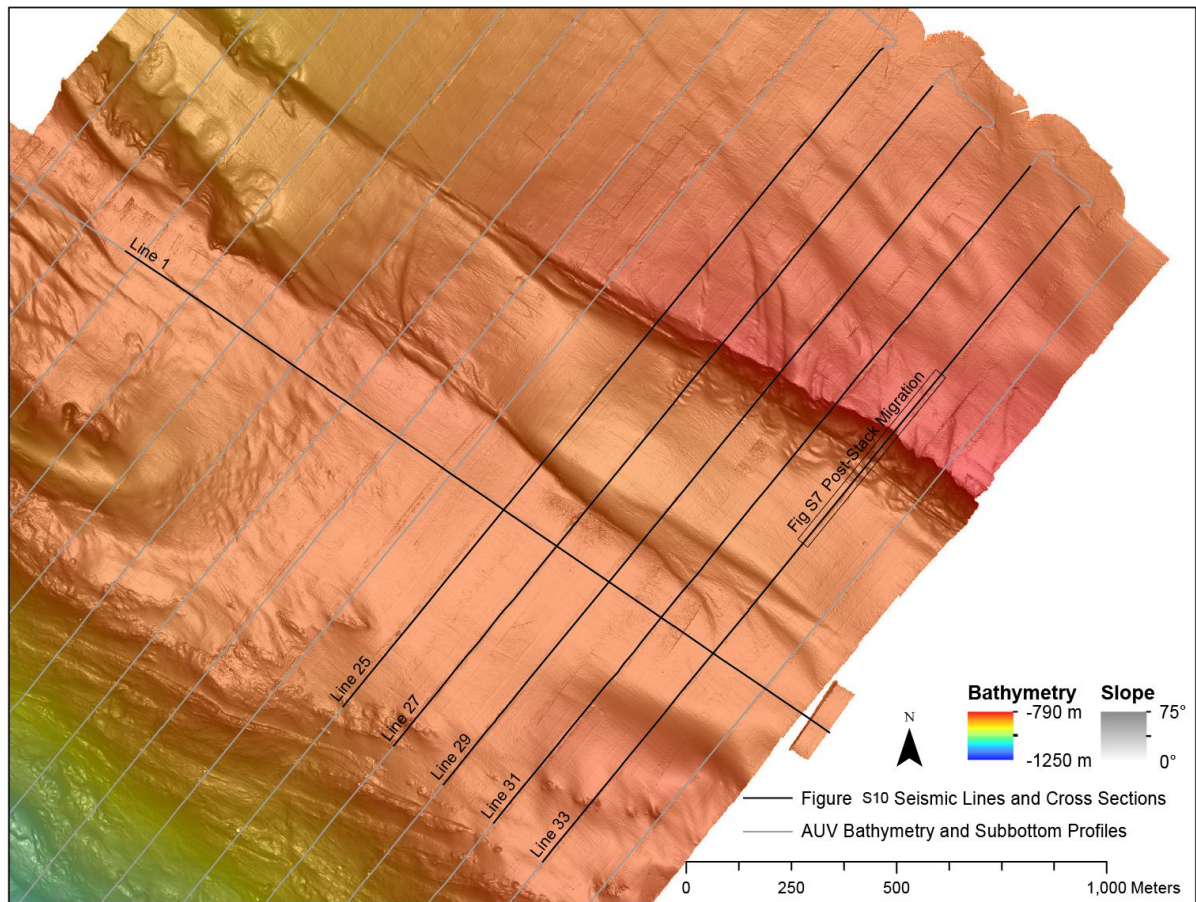 Line 1
Fig S7 Post-Stack Migration
Line 25
Line 27
Line 29
Line 31
Line 33
N
Bathymetry
-790 m
-1250 m
Slope
75°
0°
Figure S10 Seismic Lines and Cross Sections
AUV Bathymetry and Subbottom Profiles
0 250 500 1,000 Meters